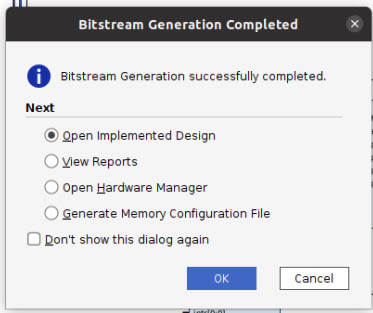 Bitstream Generation Completed
Bitstream Generation successfully completed.
Next
Open Implemented Design
View Reports
Open Hardware Manager
Generate Memory Configuration File
Don't show this dialog again
OK
Cancel